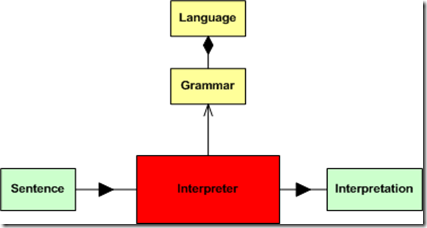 Language
Grammar
Sentence
Interpreter
Interpretation